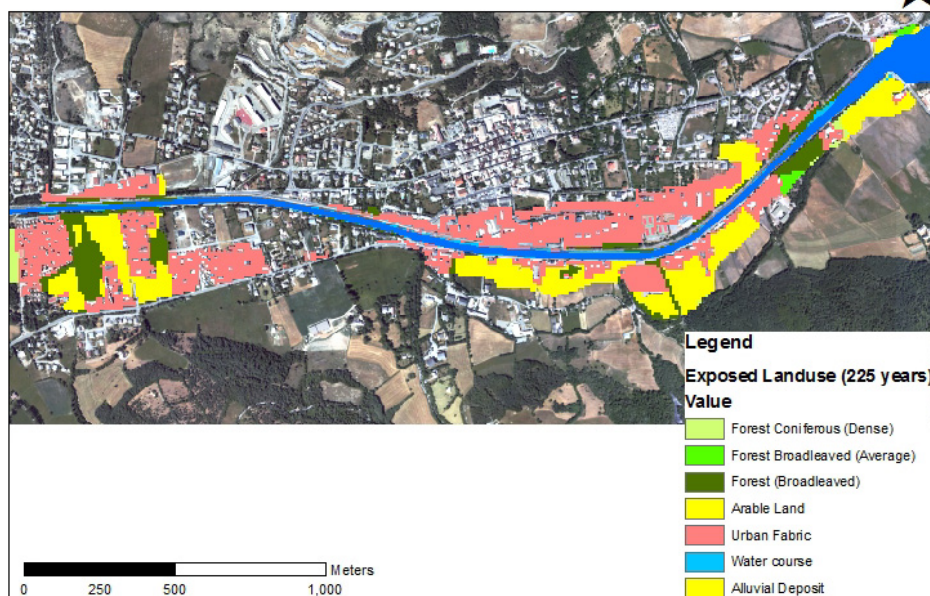 Legend
Exposed Landuse (225 years)
Value
Forest Coniferous (Dense)
Forest Broadleaved (Average)
Forest (Broadleaved)
Arable Land
Urban Fabric
Water course
Alluvial Deposit
Meters
0 250 500 1,000